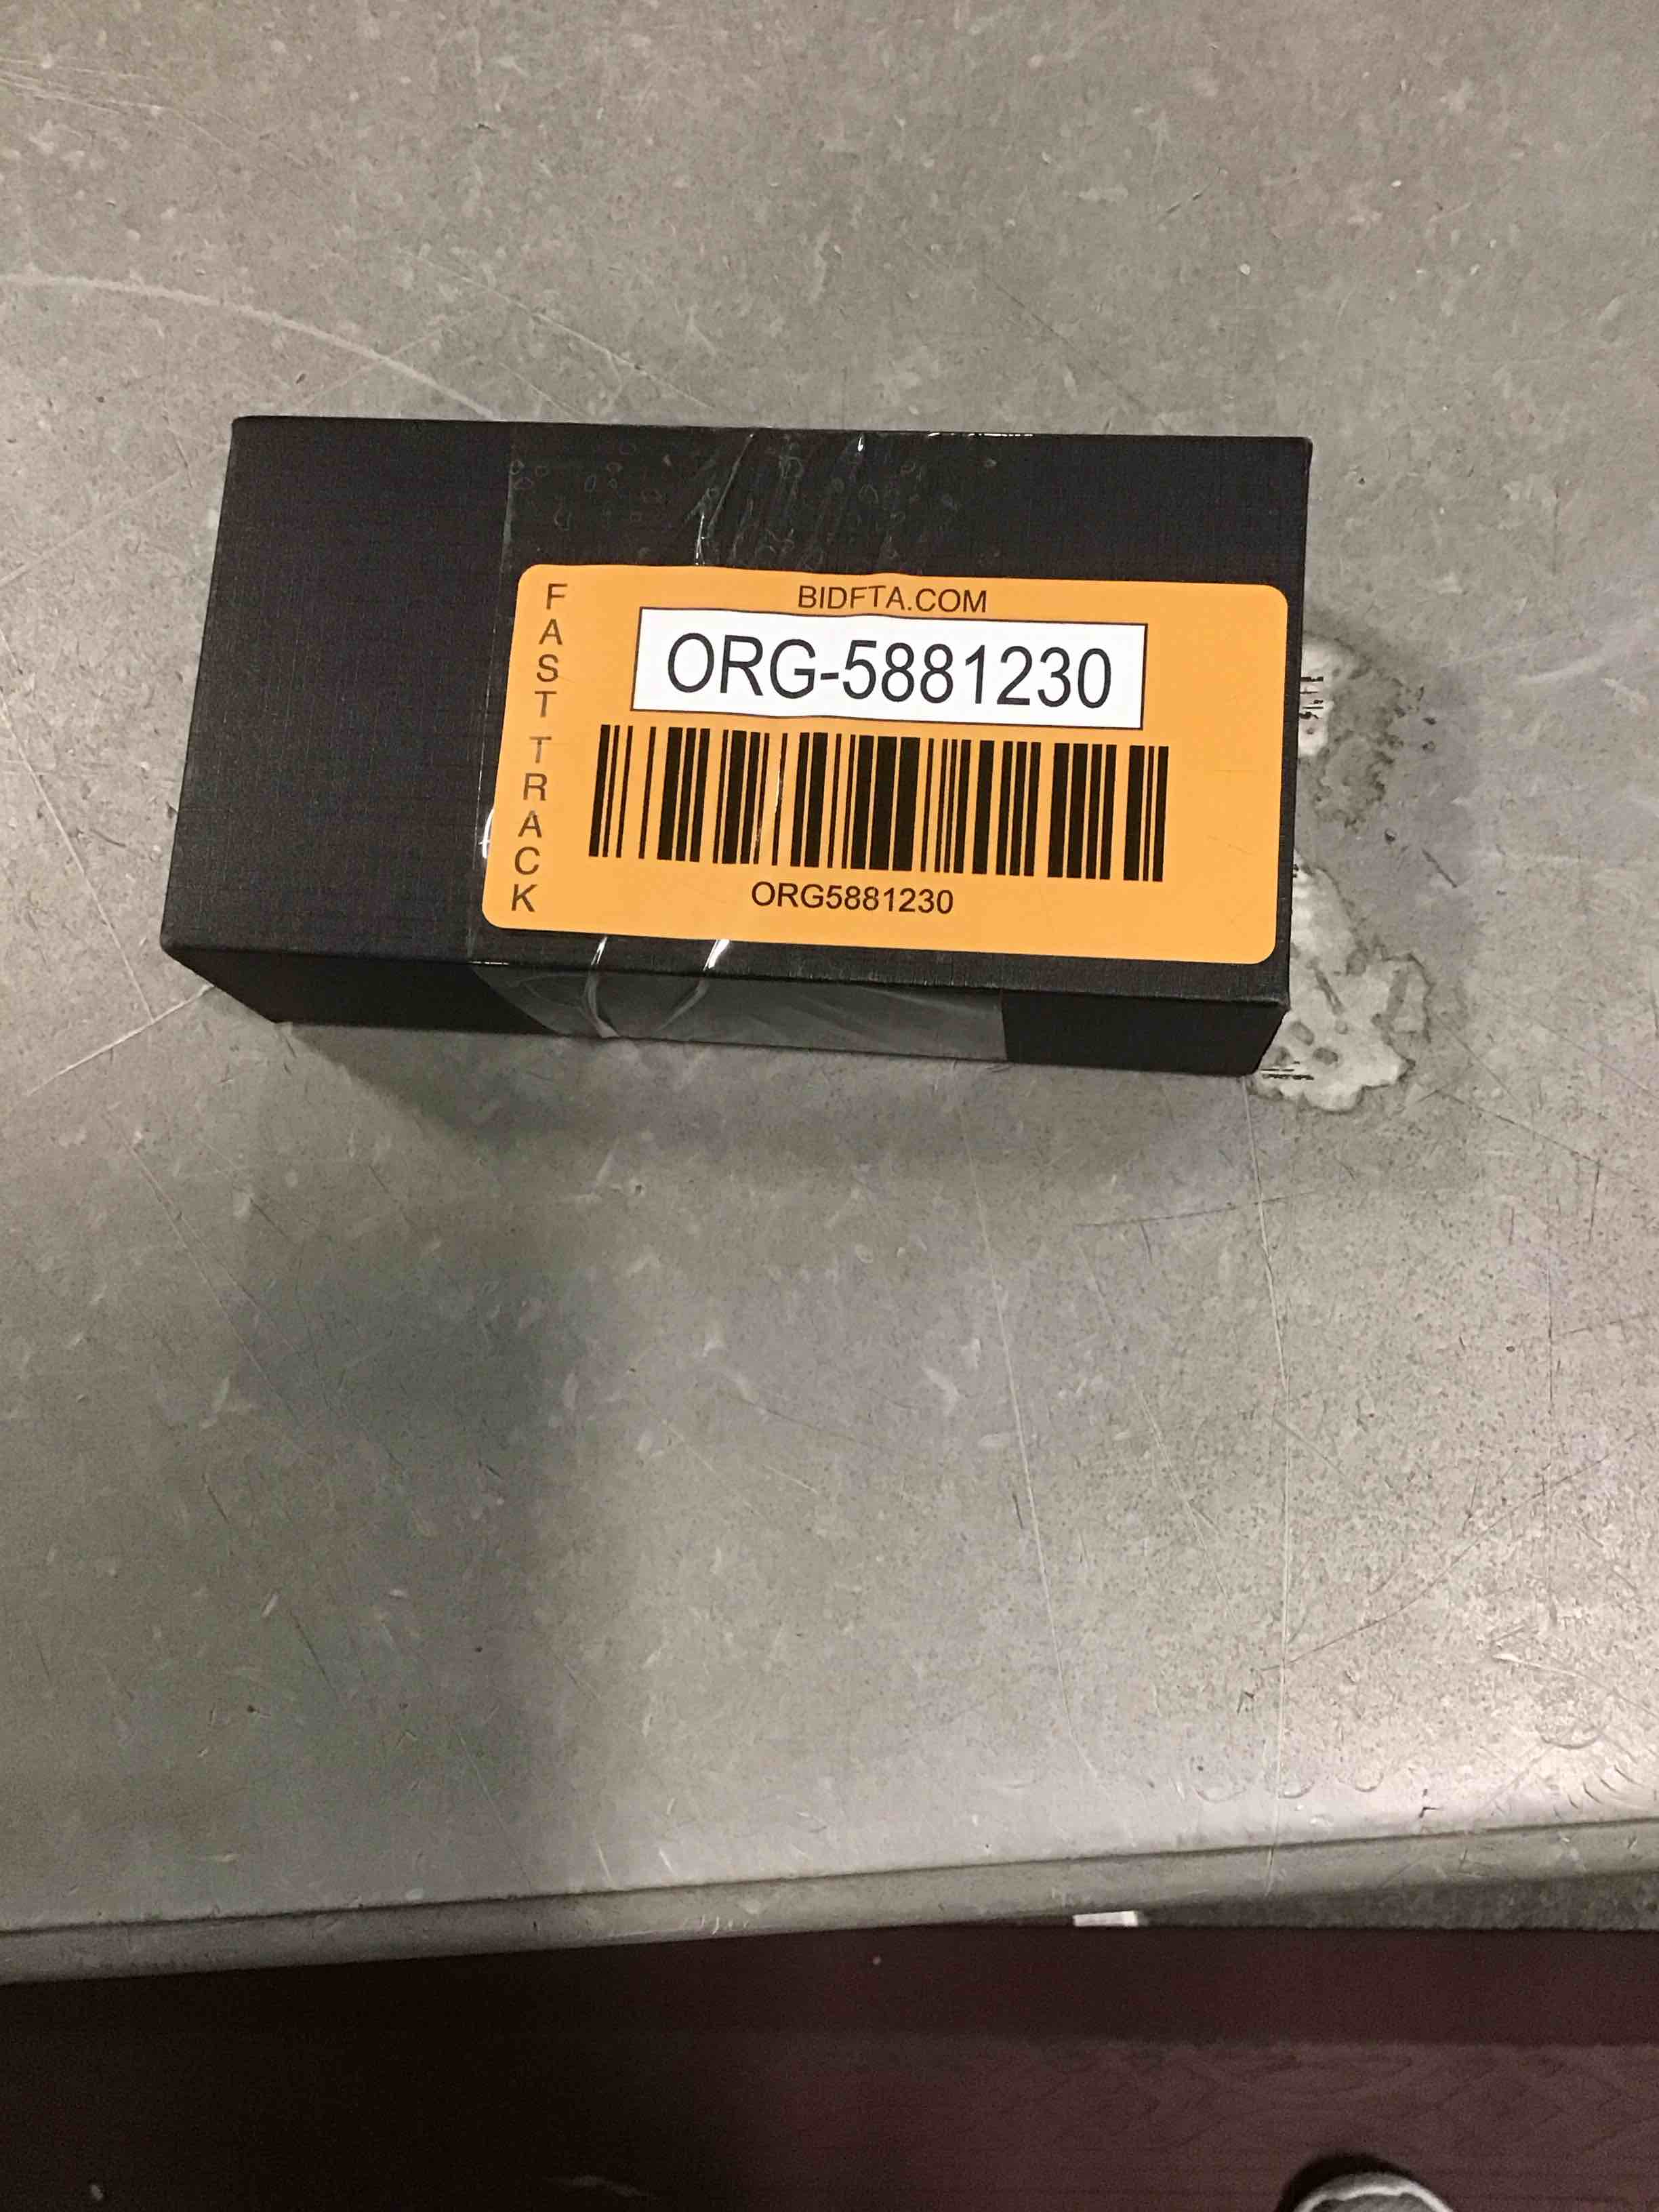 BIDFTA.COM
FAST TRACK
ORG-5881230
ORG5881230